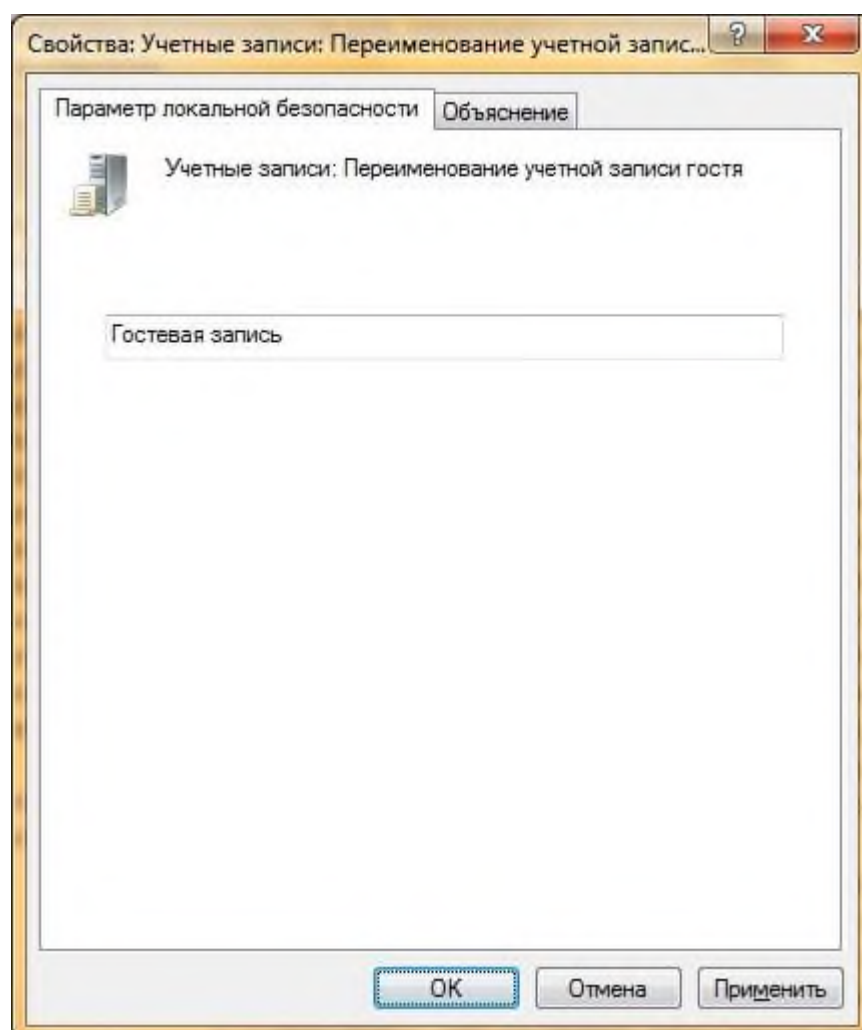 Свойства: Учетные записи: Переименование учетной запис...
?
Параметр локальной безопасности
Объяснение
Учетные записи: Переименование учетной записи гостя
Гостевая запись
ОК
Отмена
Применить